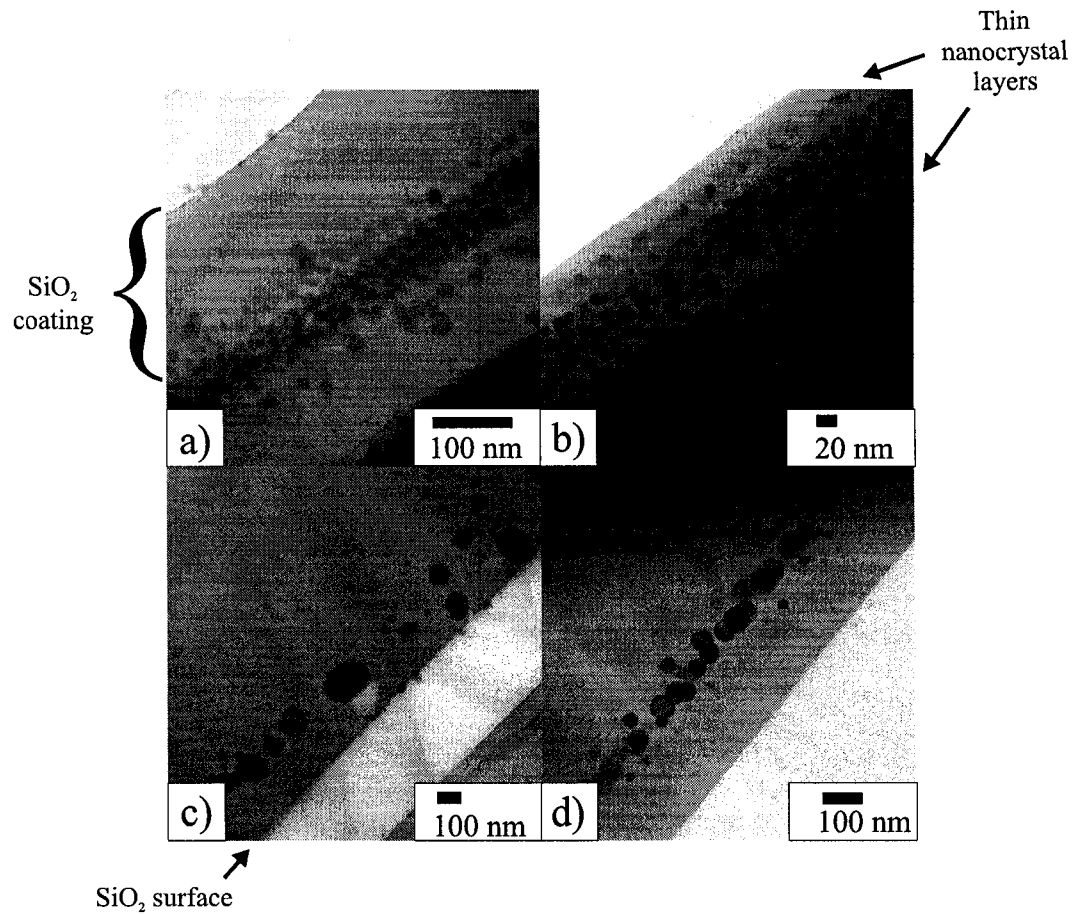 Thin
nanocrystal
layers
SiO₂
coating
a)
100 nm
b)
20 nm
c)
100 nm
d)
100 nm
SiO₂ surface